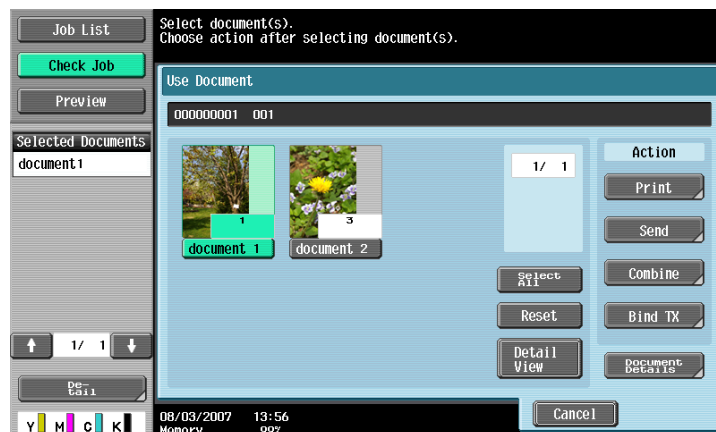 Job List
Check Job
Preview
Selected Documents
document1
1/ 1
De-
tail
Y M C K
Select document(s).
Choose action after selecting document(s).
Use Document
000000001 001
1
document 1
3
document 2
1/ 1
Select
All
Reset
Detail
View
Action
Print
Send
Combine
Bind TX
Document
Details
08/03/2007 13:56
Memory 99%
Cancel